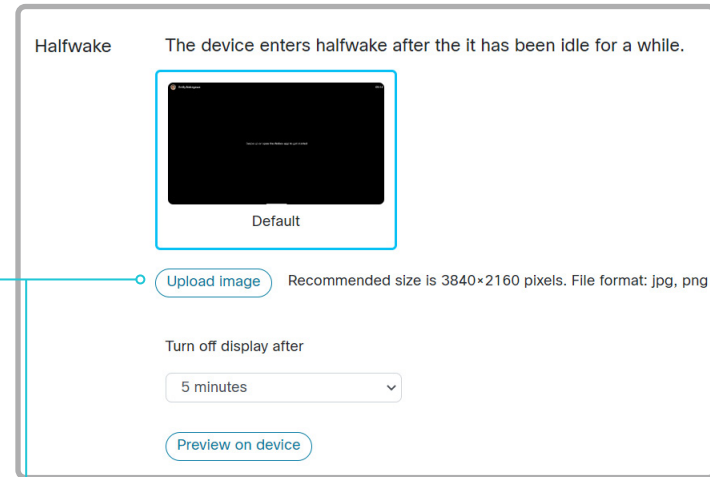 Halfwake
The device enters halfwake after the it has been idle for a while.
Default
Upload image
Recommended size is 3840×2160 pixels. File format: jpg, png
Turn off display after
5 minutes
Preview on device